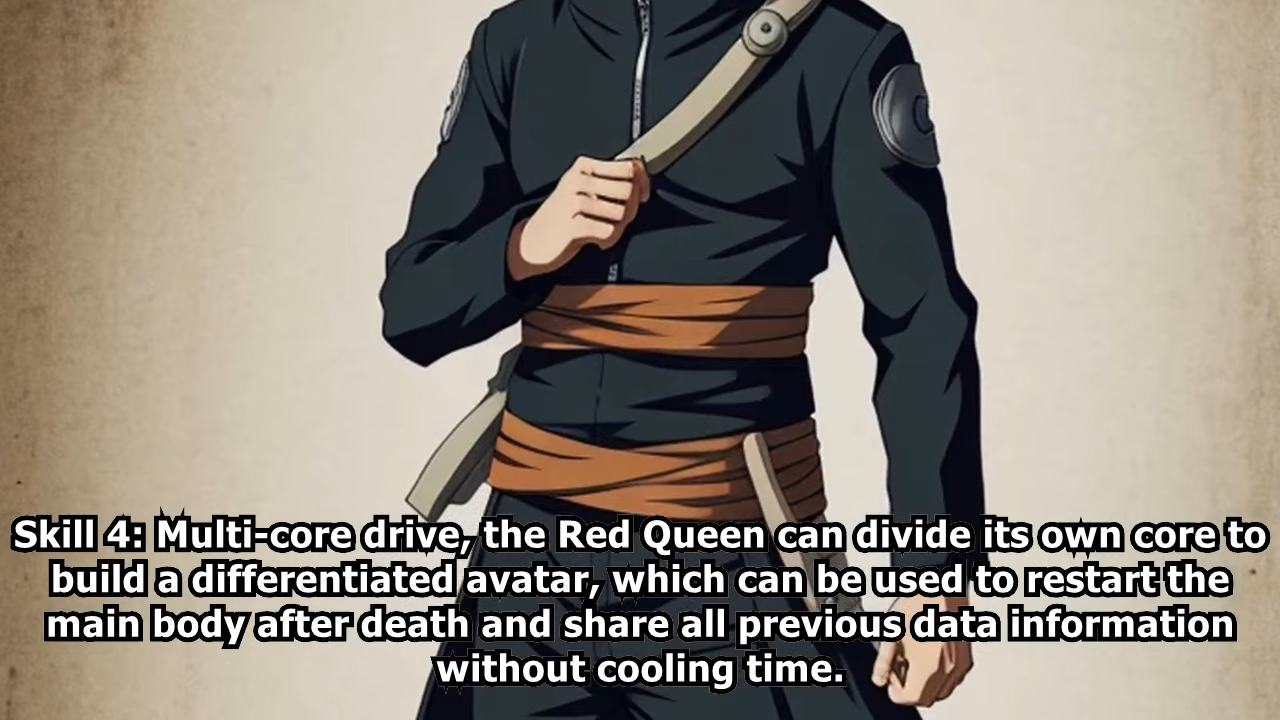 Skill 4: Multi-core drive, the Red Queen can divide its own core to
build a differentiated avatar, which can be used to restart the
main body after death and share all previous data information
without cooling time.